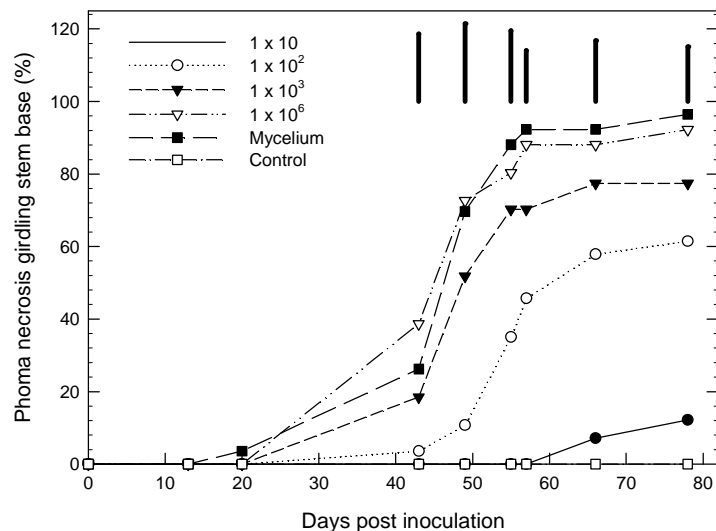 120
100
80
60
40
20
0
Phoma necrosis girdling stem base (%)
1 x 10
1 x 10²
1 x 10³
1 x 10⁶
Mycelium
Control
0 10 20 30 40 50 60 70 80
Days post inoculation